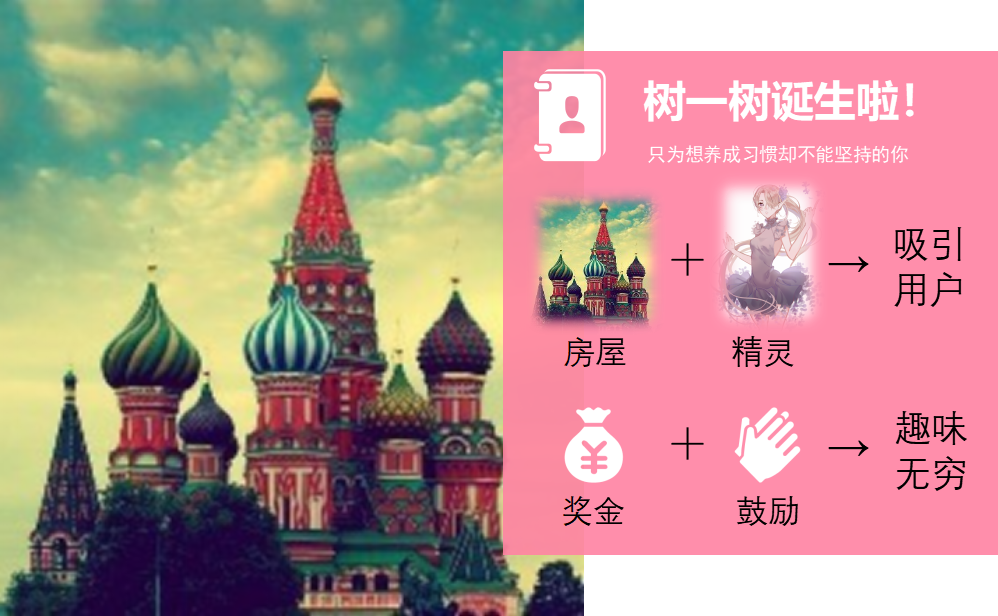 树一树诞生啦！
只为想养成习惯却不能坚持的你
＋
→
吸引
用户
房屋
精灵
￥
＋
→
趣味
无穷
奖金
鼓励